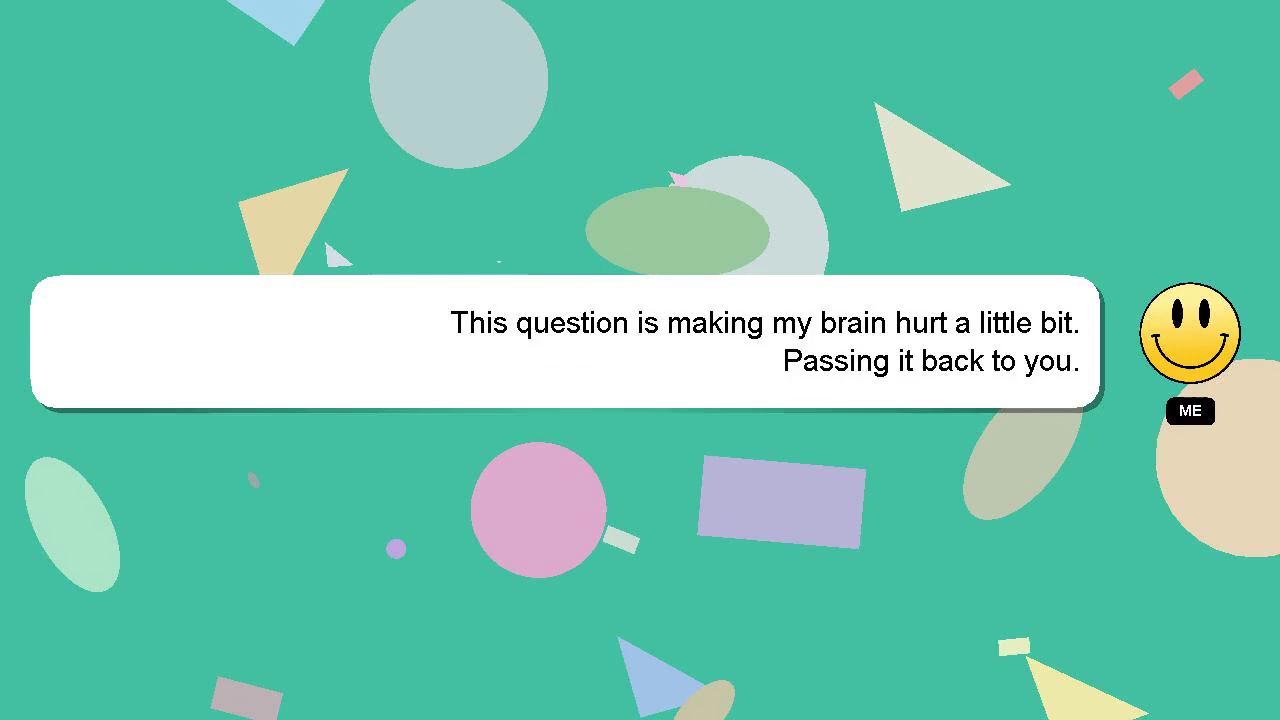 This question is making my brain hurt a little bit.
Passing it back to you.
ME